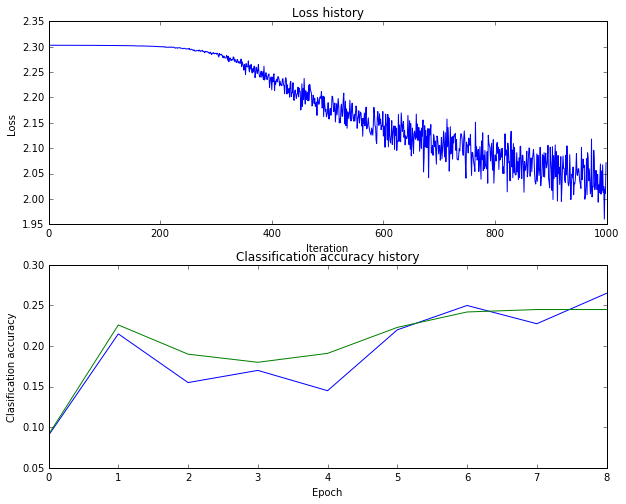 Loss history
2.35
2.30
2.25
2.20
2.15
2.10
2.05
2.00
1.95
Loss
0 200 400 600 800 1000
Iteration
Classification accuracy history
0.30
0.25
0.20
0.15
0.10
0.05
Clasification accuracy
0 1 2 3 4 5 6 7 8
Epoch